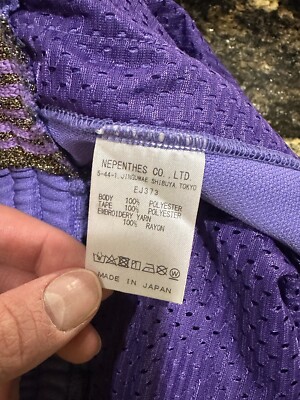 NEPENTHES CO., LTD.
5-44-1, JINGUMAE SHIBUYA, TOKYO
EJ373
BODY 100% POLYESTER
TAPE 100% POLYESTER
EMBROIDERY YARN
100% RAYON
MADE IN JAPAN